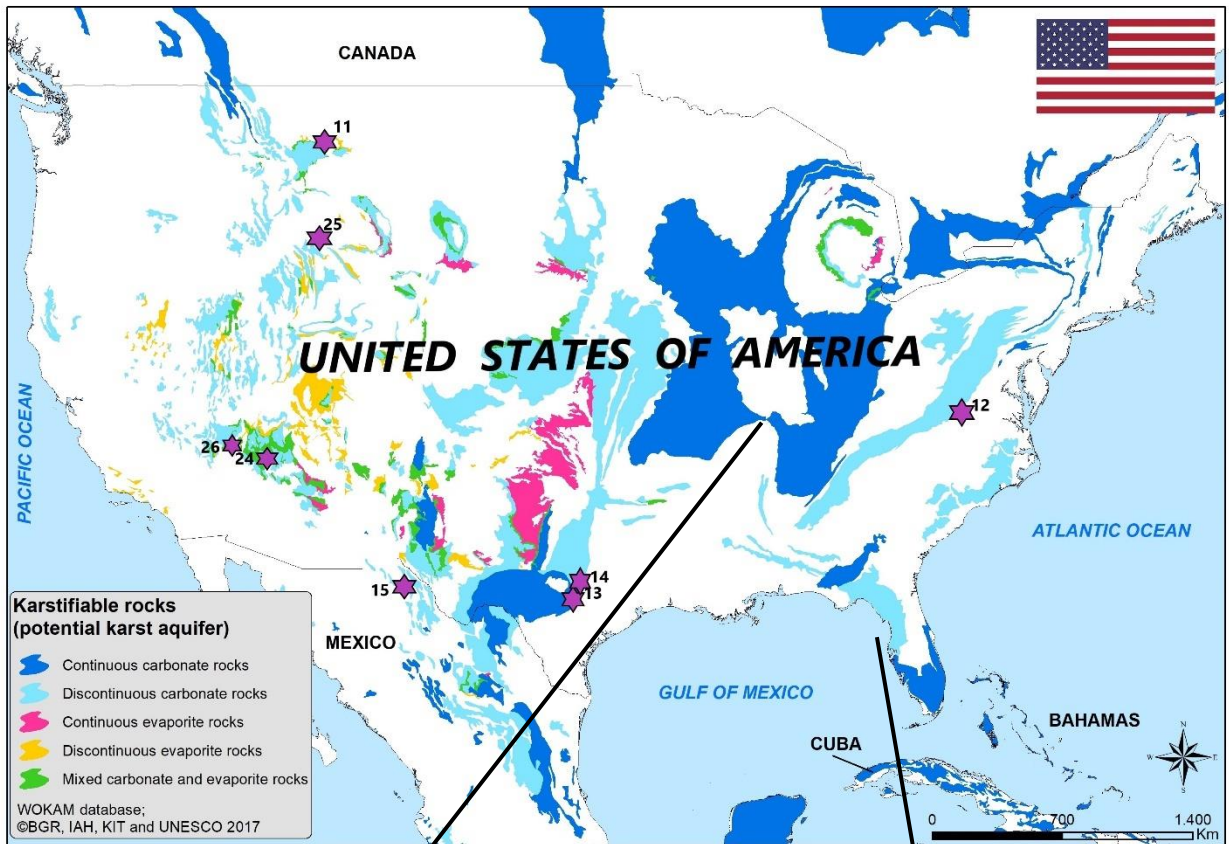 CANADA
11
25
UNITED STATES OF AMERICA
12
26
24
PACIFIC OCEAN
ATLANTIC OCEAN
14
13
15
MEXICO
GULF OF MEXICO
BAHAMAS
CUBA
N
W E
S
0 700 1.400
Km
Karstifiable rocks
(potential karst aquifer)
Continuous carbonate rocks
Discontinuous carbonate rocks
Continuous evaporite rocks
Discontinuous evaporite rocks
Mixed carbonate and evaporite rocks
WOKAM database;
©BGR, IAH, KIT and UNESCO 2017